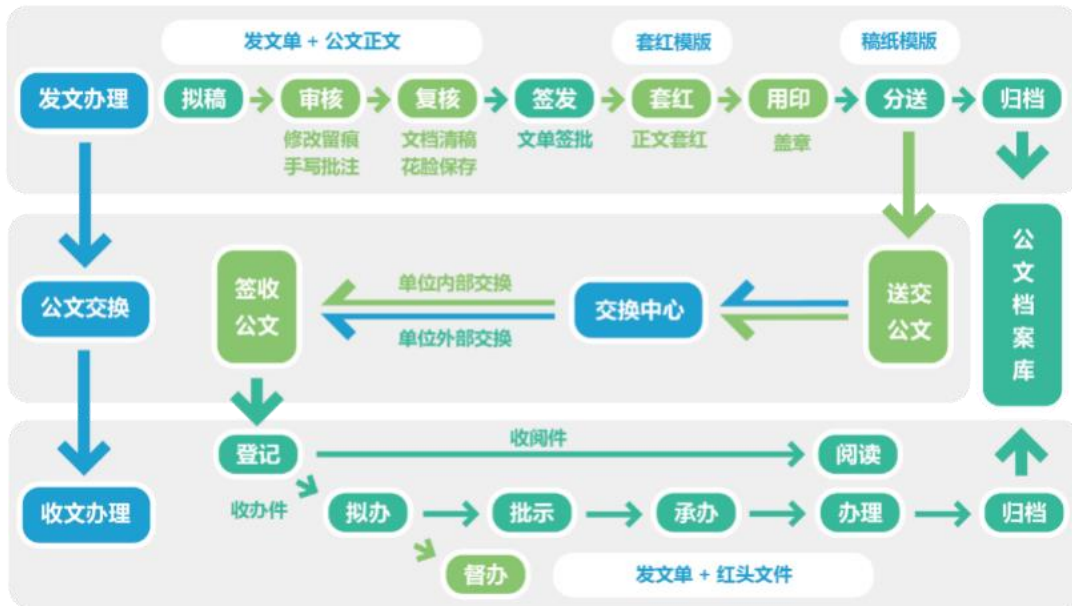 发文单 + 公文正文
套红模版
稿纸模版
发文办理
拟稿
审核
复核
签发
套红
用印
分送
归档
修改留痕
手写批注
文档清稿
花脸保存
文单签批
正文套红
盖章
公文交换
签收
公文
单位内部交换
单位外部交换
交换中心
送交
公文
公
文
档
案
库
收文办理
登记
收阅件
阅读
收办件
拟办
批示
承办
办理
归档
督办
发文单 + 红头文件